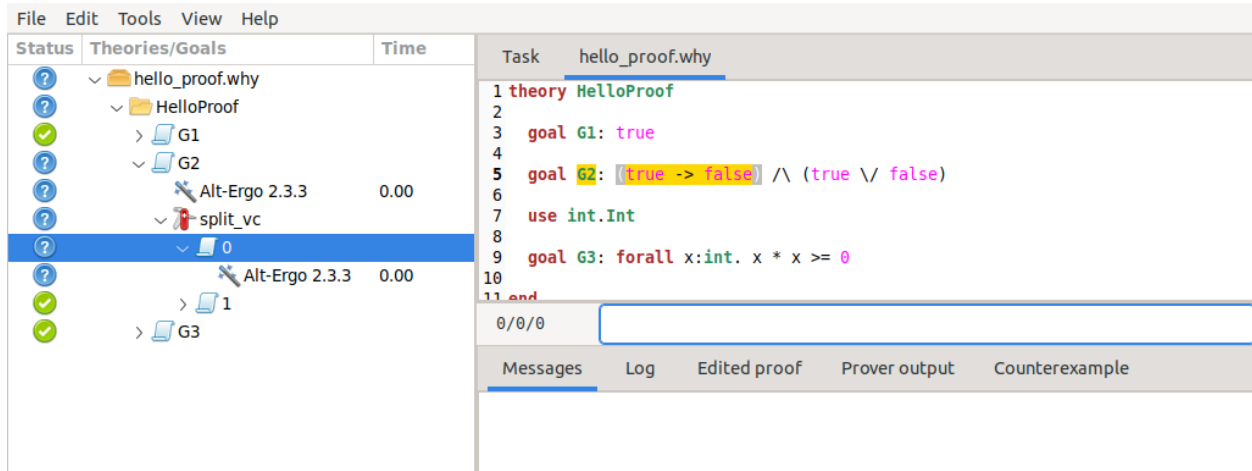 File Edit Tools View Help
Status Theories/Goals Time
hello_proof.why
HelloProof
G1
G2
Alt-Ergo 2.3.3 0.00
split_vc
0
Alt-Ergo 2.3.3 0.00
1
G3
Task hello_proof.why
1 theory HelloProof
2
3 goal G1: true
4
5 goal G2: (true -> false) /\ (true \/ false)
6
7 use int.Int
8
9 goal G3: forall x:int. x * x >= 0
10
11 end
0/0/0
Messages Log Edited proof Prover output Counterexample